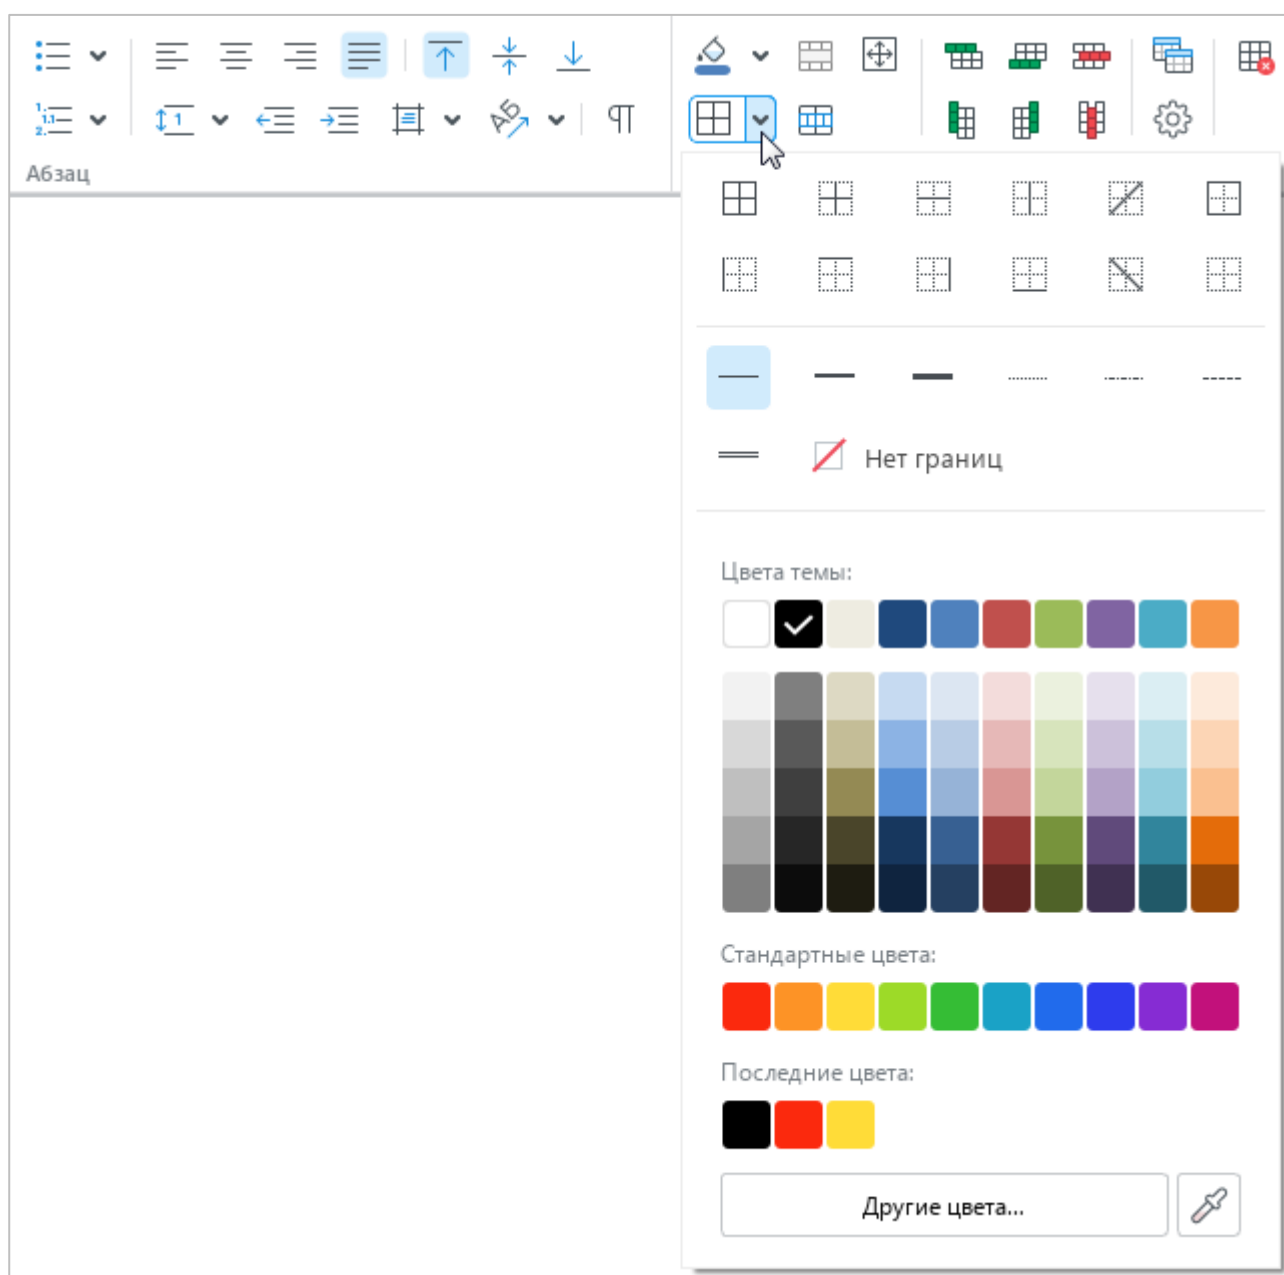 Абзац
Нет границ
Цвета темы:
Стандартные цвета:
Последние цвета:
Другие цвета...